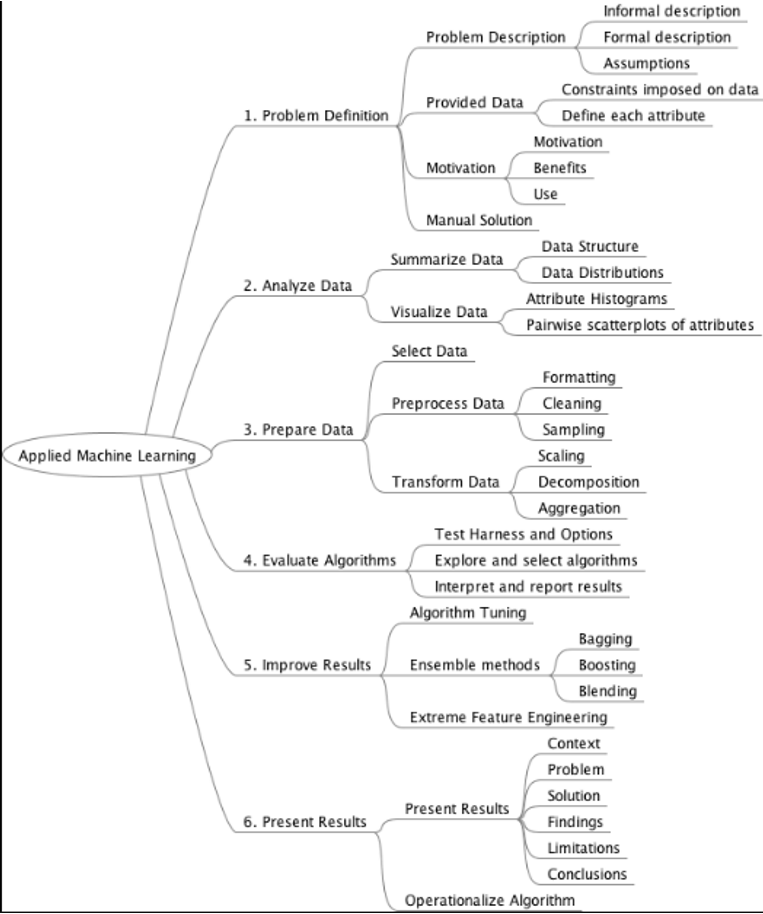 Applied Machine Learning
1. Problem Definition
Problem Description
Informal description
Formal description
Assumptions
Provided Data
Constraints imposed on data
Define each attribute
Motivation
Motivation
Benefits
Use
Manual Solution
2. Analyze Data
Summarize Data
Data Structure
Data Distributions
Visualize Data
Attribute Histograms
Pairwise scatterplots of attributes
3. Prepare Data
Select Data
Preprocess Data
Formatting
Cleaning
Sampling
Transform Data
Scaling
Decomposition
Aggregation
4. Evaluate Algorithms
Test Harness and Options
Explore and select algorithms
Interpret and report results
5. Improve Results
Algorithm Tuning
Ensemble methods
Bagging
Boosting
Blending
Extreme Feature Engineering
6. Present Results
Present Results
Context
Problem
Solution
Findings
Limitations
Conclusions
Operationalize Algorithm